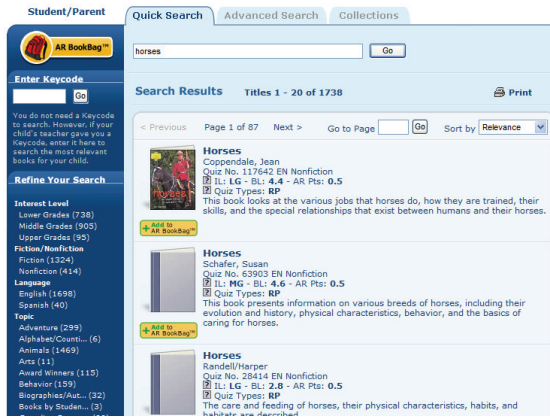 Student/Parent
Quick Search
Advanced Search
Collections
AR BookBag™
horses
Go
Enter Keycode
Go
Search Results Titles 1 - 20 of 1738
Print
You do not need a Keycode
to search. However, if your
child's teacher gave you a
Keycode, enter it here to
search the most relevant
books for your child.
< Previous Page 1 of 87 Next > Go to Page Go Sort by Relevance
Refine Your Search
Interest Level
Lower Grades (738)
Middle Grades (905)
Upper Grades (95)
Fiction/Nonfiction
Fiction (1324)
Nonfiction (414)
Language
English (1698)
Spanish (40)
Topic
Adventure (299)
Alphabet/Counti... (6)
Animals (1469)
Arts (11)
Award Winners (115)
Behavior (159)
Biographies/Aut... (32)
Books by Studen... (3)
Horses
Coppendale, Jean
Quiz No. 117642 EN Nonfiction
? IL: LG - BL: 4.4 - AR Pts: 0.5
? Quiz Types: RP
This book looks at the various jobs that horses do, how they are trained, their
skills, and the special relationships that exist between humans and their horses.
horses
+ Add to
AR BookBag™
Horses
Schafer, Susan
Quiz No. 63903 EN Nonfiction
? IL: MG - BL: 4.6 - AR Pts: 0.5
? Quiz Types: RP
This book presents information on various breeds of horses, including their
evolution and history, physical characteristics, behavior, and the basics of
caring for horses.
+ Add to
AR BookBag™
Horses
Randell/Harper
Quiz No. 28414 EN Nonfiction
? IL: LG - BL: 2.8 - AR Pts: 0.5
? Quiz Types: RP
The care and feeding of horses, their physical characteristics, habits, and
habitats are described.